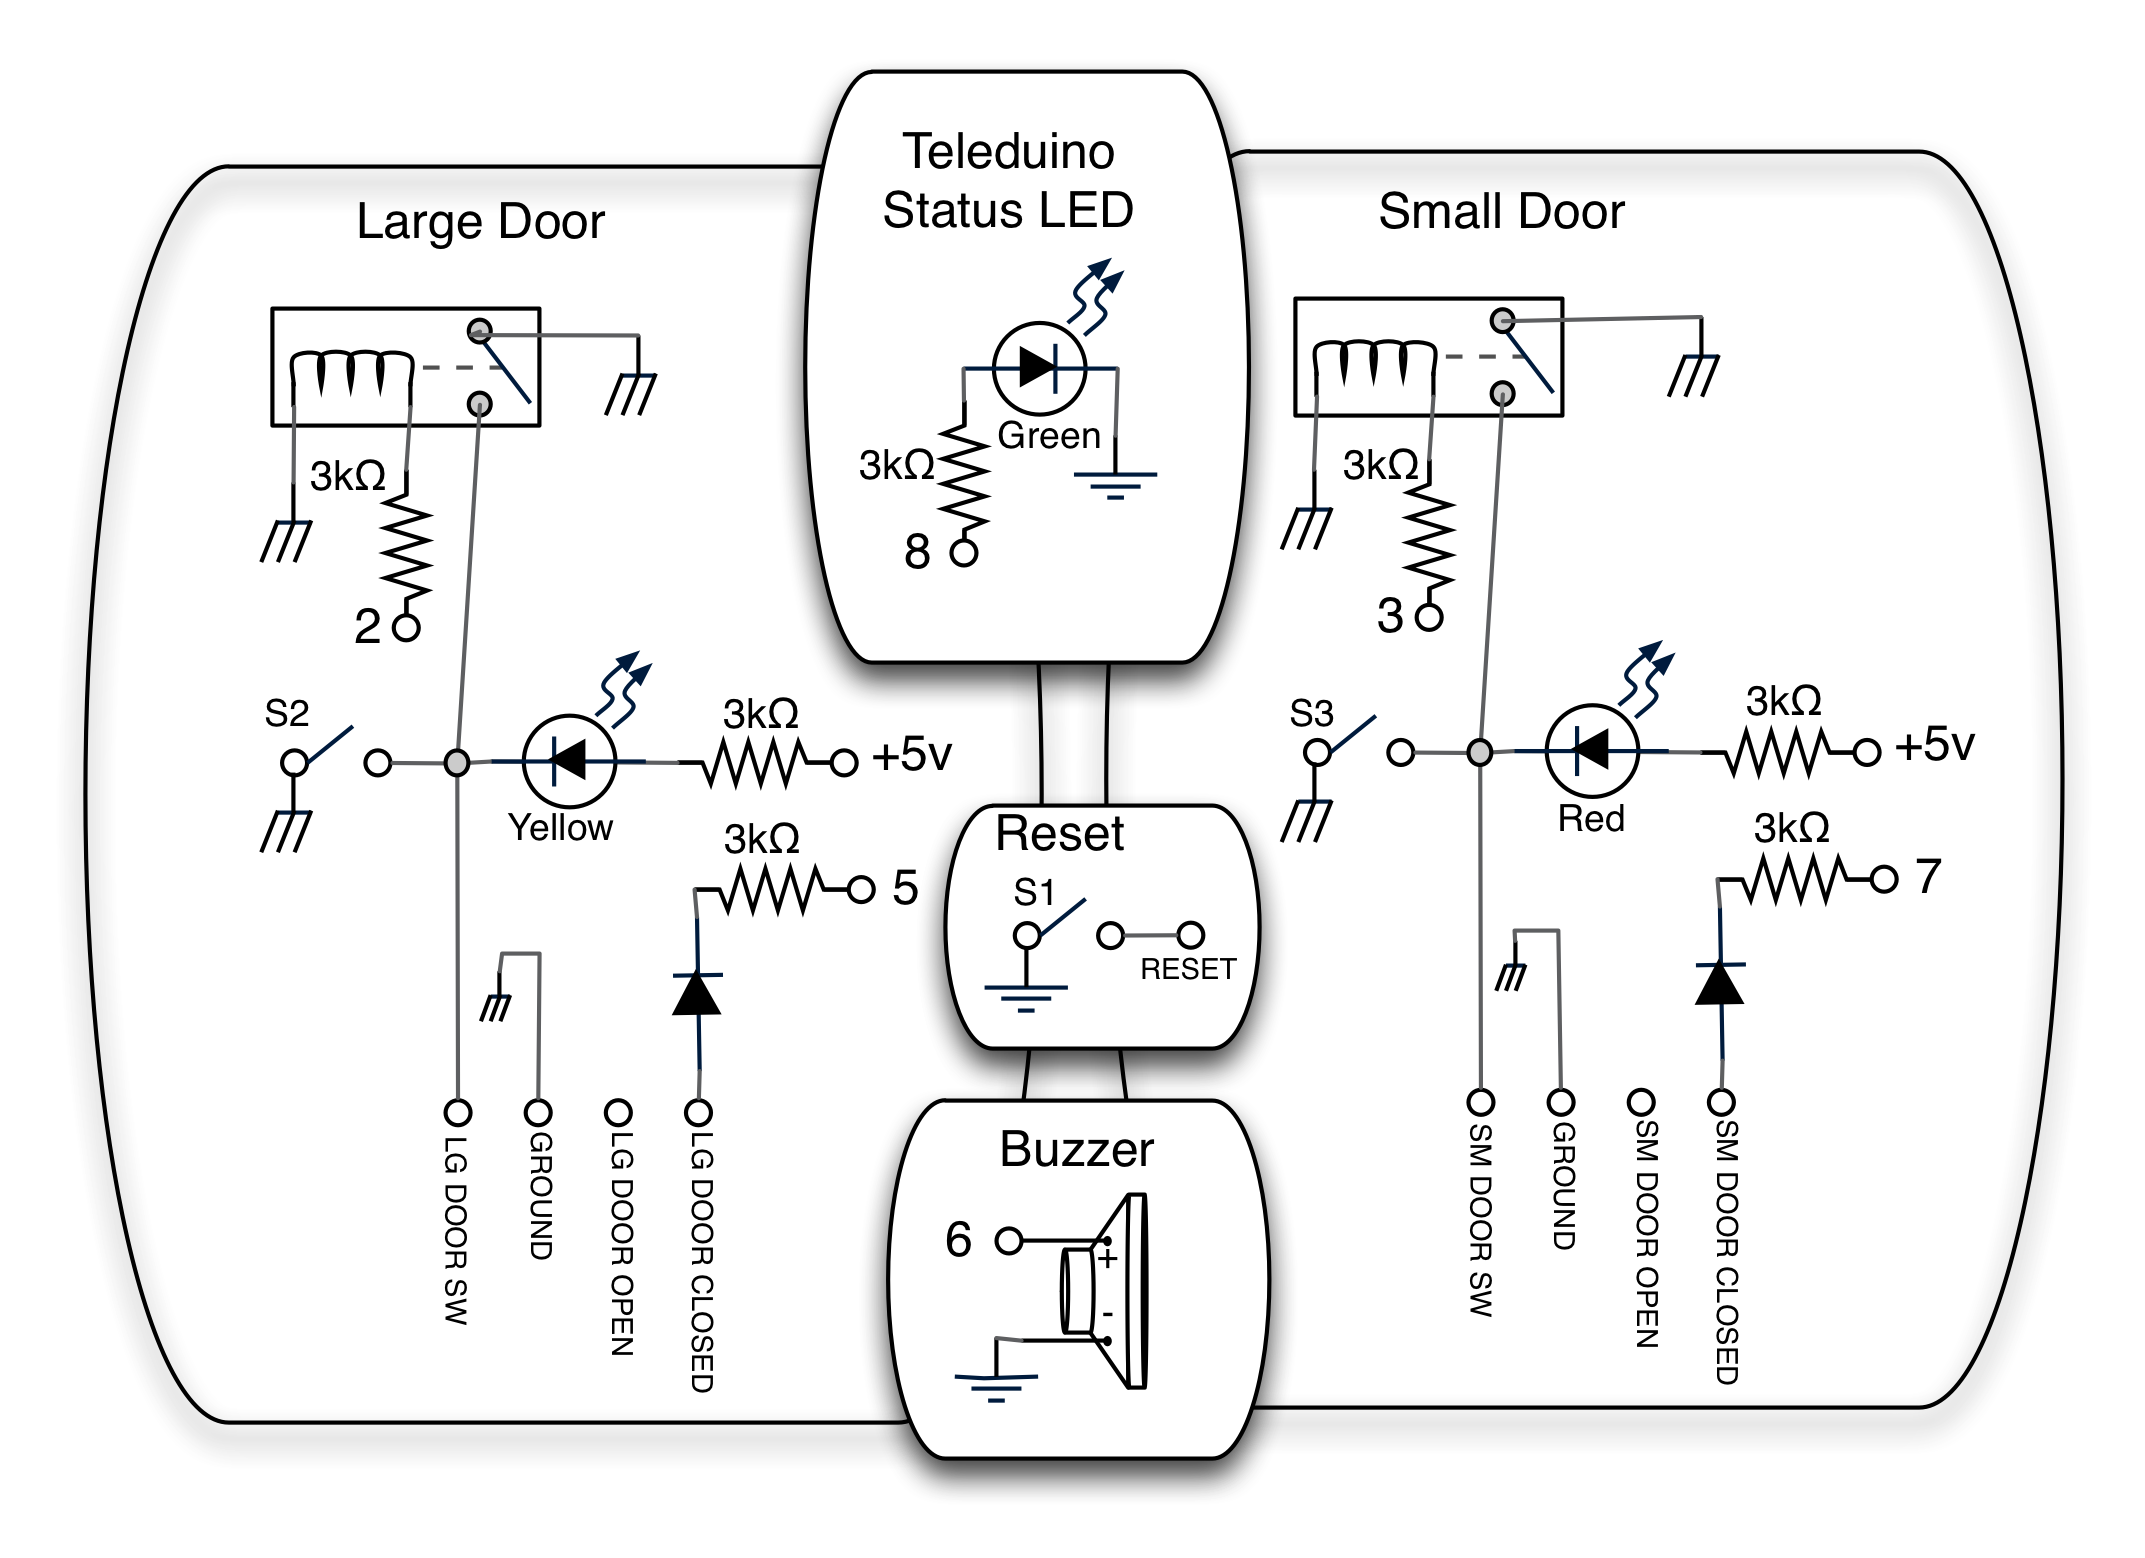 Teleduino
Status LED
Green
3kΩ
8
Large Door
3kΩ
2
S2
Yellow
3kΩ
+5v
3kΩ
5
LG DOOR SW
GROUND
LG DOOR OPEN
LG DOOR CLOSED
Reset
S1
RESET
Buzzer
6
+
-
Small Door
3kΩ
3
S3
Red
3kΩ
+5v
3kΩ
7
SM DOOR SW
GROUND
SM DOOR OPEN
SM DOOR CLOSED